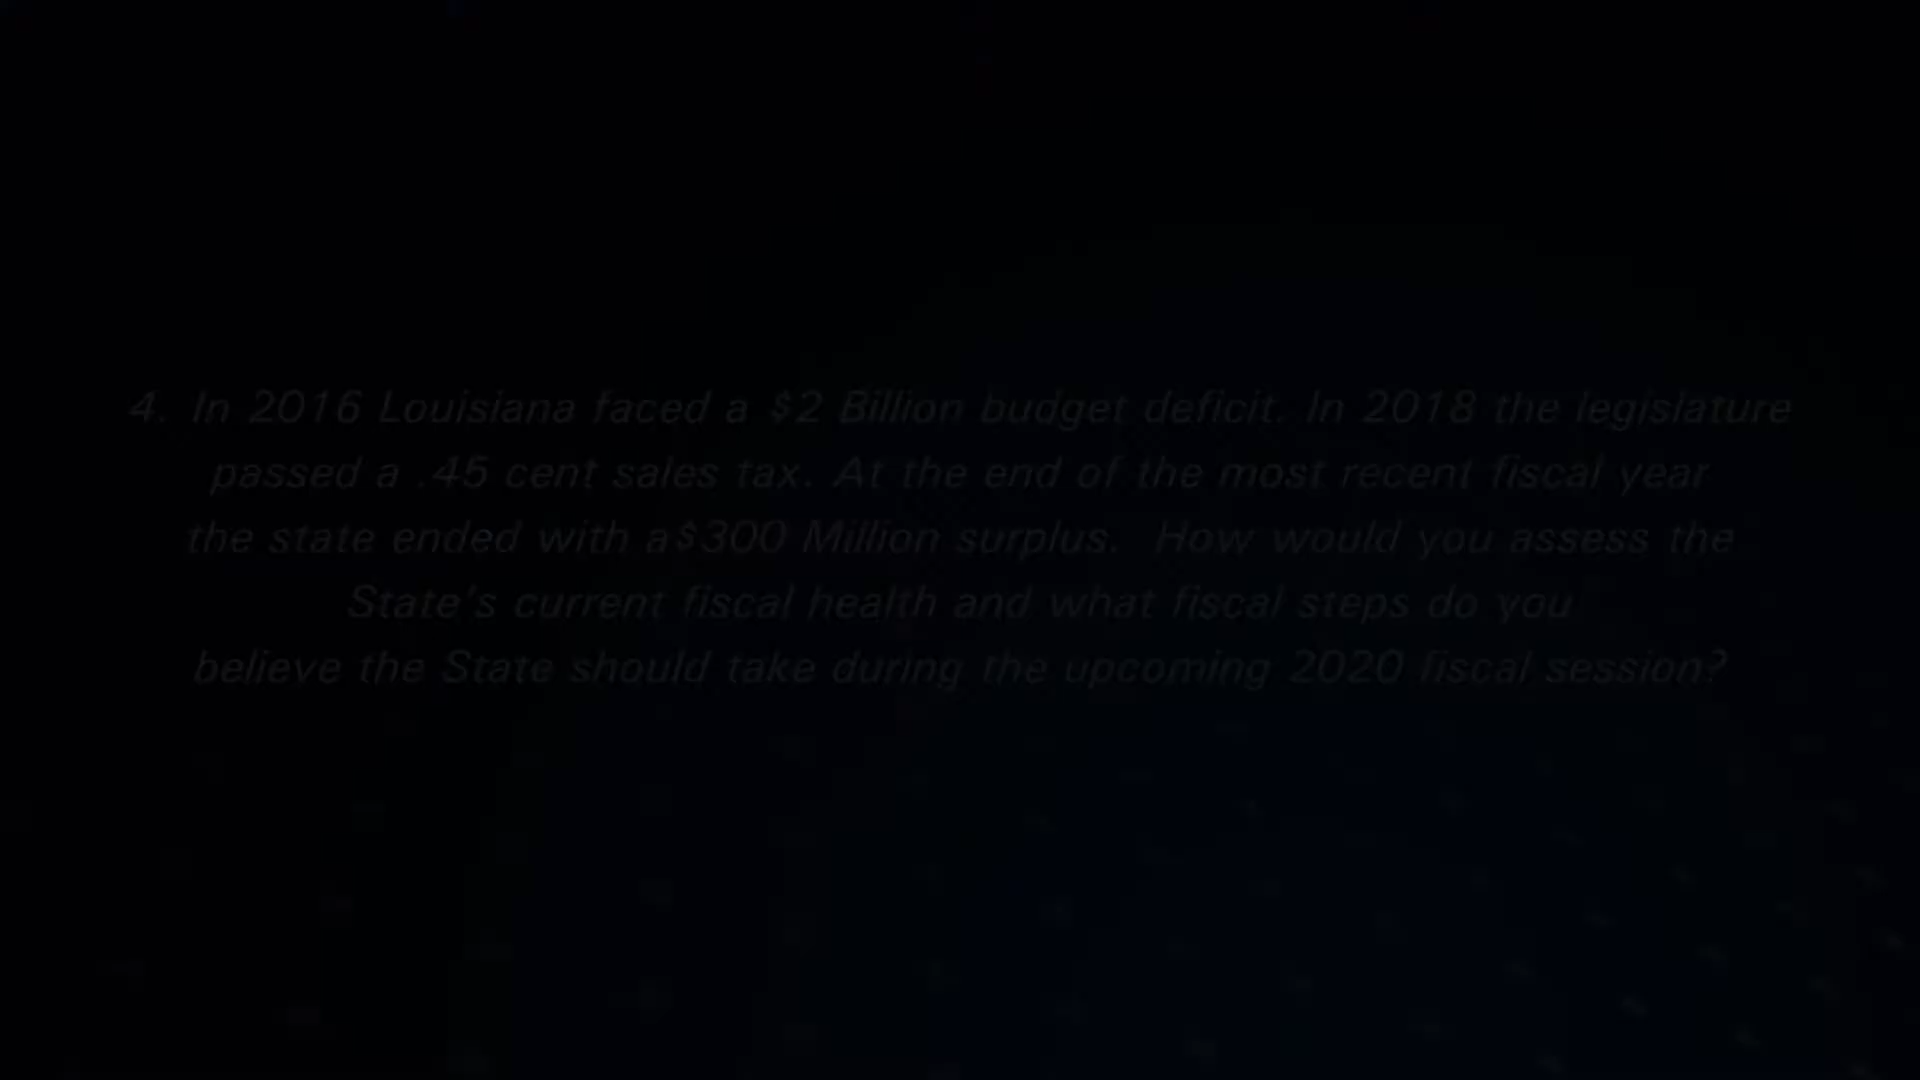 4. In 2016 Louisiana faced a $2 Billion budget deficit. In 2018 the legislature
passed a .45 cent sales tax. At the end of the most recent fiscal year
the state ended with a$300 Million surplus. How would you assess the
State's current fiscal health and what fiscal steps do you
believe the State should take during the upcoming 2020 fiscal session?